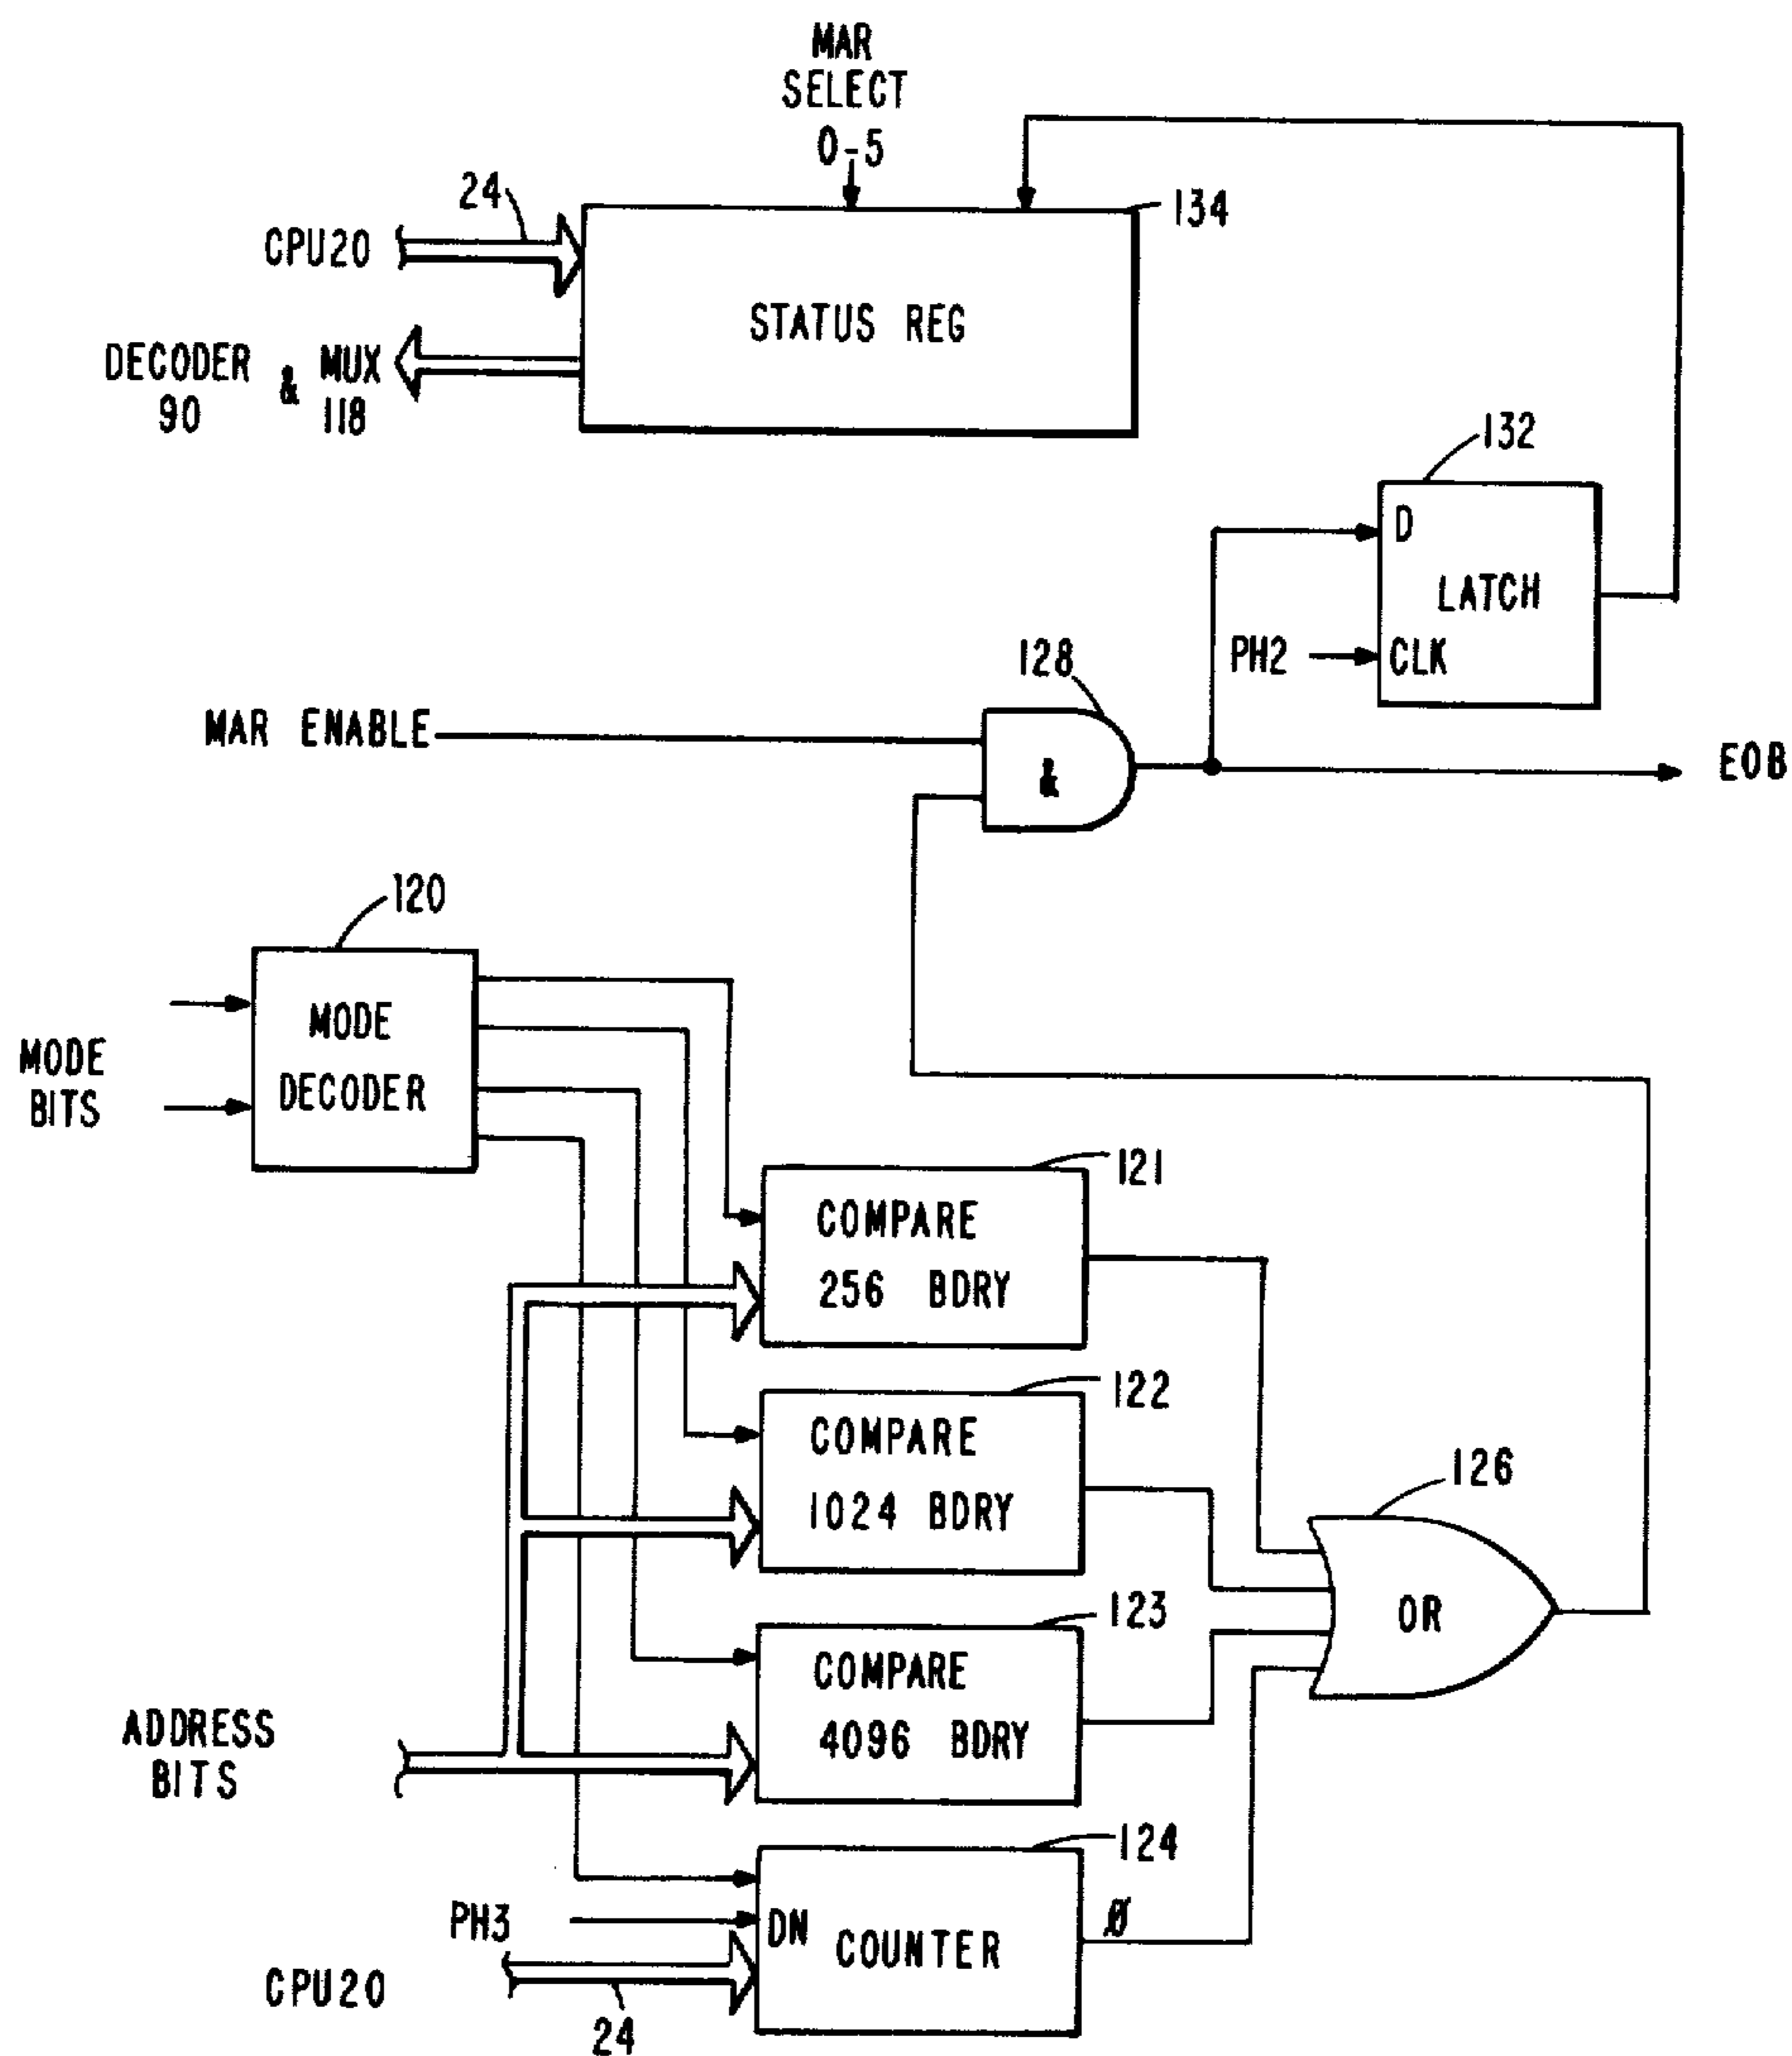 MAR
SELECT
0-5
24
134
CPU20
STATUS REG
DECODER & MUX
90 118
132
D
LATCH
PH2
CLK
128
MAR ENABLE
&
EOB
120
MODE
DECODER
MODE
BITS
121
COMPARE
256 BDRY
122
COMPARE
1024 BDRY
126
OR
123
COMPARE
4096 BDRY
ADDRESS
BITS
124
PH3
DN
COUNTER
Ø
CPU20
24